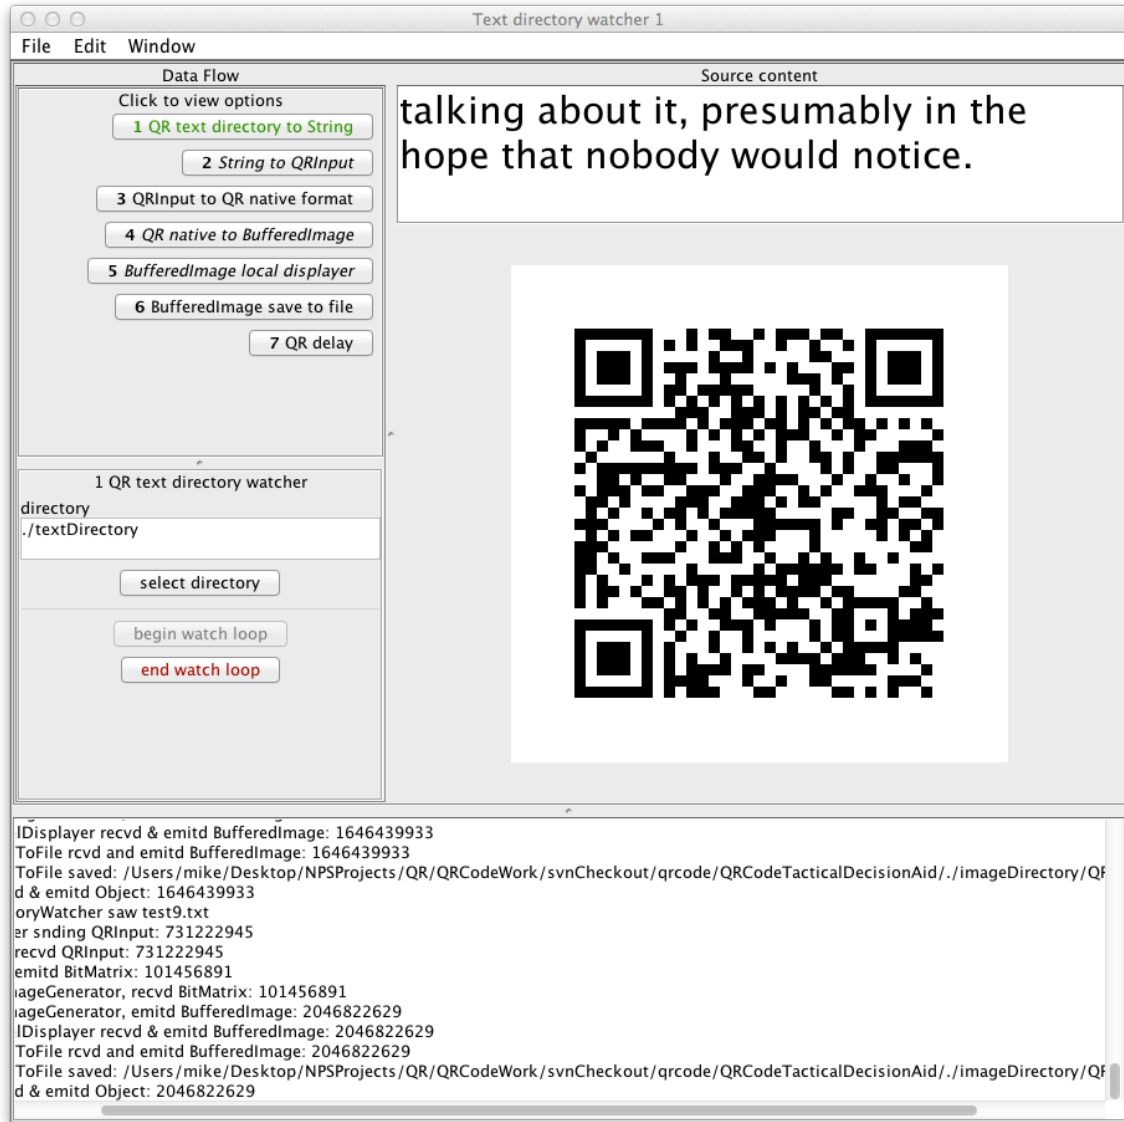 Text directory watcher 1
File Edit Window
Data Flow
Click to view options
1 QR text directory to String
2 String to QRInput
3 QRInput to QR native format
4 QR native to BufferedImage
5 BufferedImage local displayer
6 BufferedImage save to file
7 QR delay
1 QR text directory watcher
directory
./textDirectory
select directory
begin watch loop
end watch loop
Source content
talking about it, presumably in the
hope that nobody would notice.
lDisplayer recvd & emitd BufferedImage: 1646439933
ToFile rcvd and emitd BufferedImage: 1646439933
ToFile saved: /Users/mike/Desktop/NPSProjects/QR/QRCodeWork/svnCheckout/qrcode/QRCodeTacticalDecisionAid/./imageDirectory/QR
d & emitd Object: 1646439933
oryWatcher saw test9.txt
er snding QRInput: 731222945
recvd QRInput: 731222945
emitd BitMatrix: 101456891
nageGenerator, recvd BitMatrix: 101456891
nageGenerator, emitd BufferedImage: 2046822629
lDisplayer recvd & emitd BufferedImage: 2046822629
ToFile rcvd and emitd BufferedImage: 2046822629
ToFile saved: /Users/mike/Desktop/NPSProjects/QR/QRCodeWork/svnCheckout/qrcode/QRCodeTacticalDecisionAid/./imageDirectory/QR
d & emitd Object: 2046822629